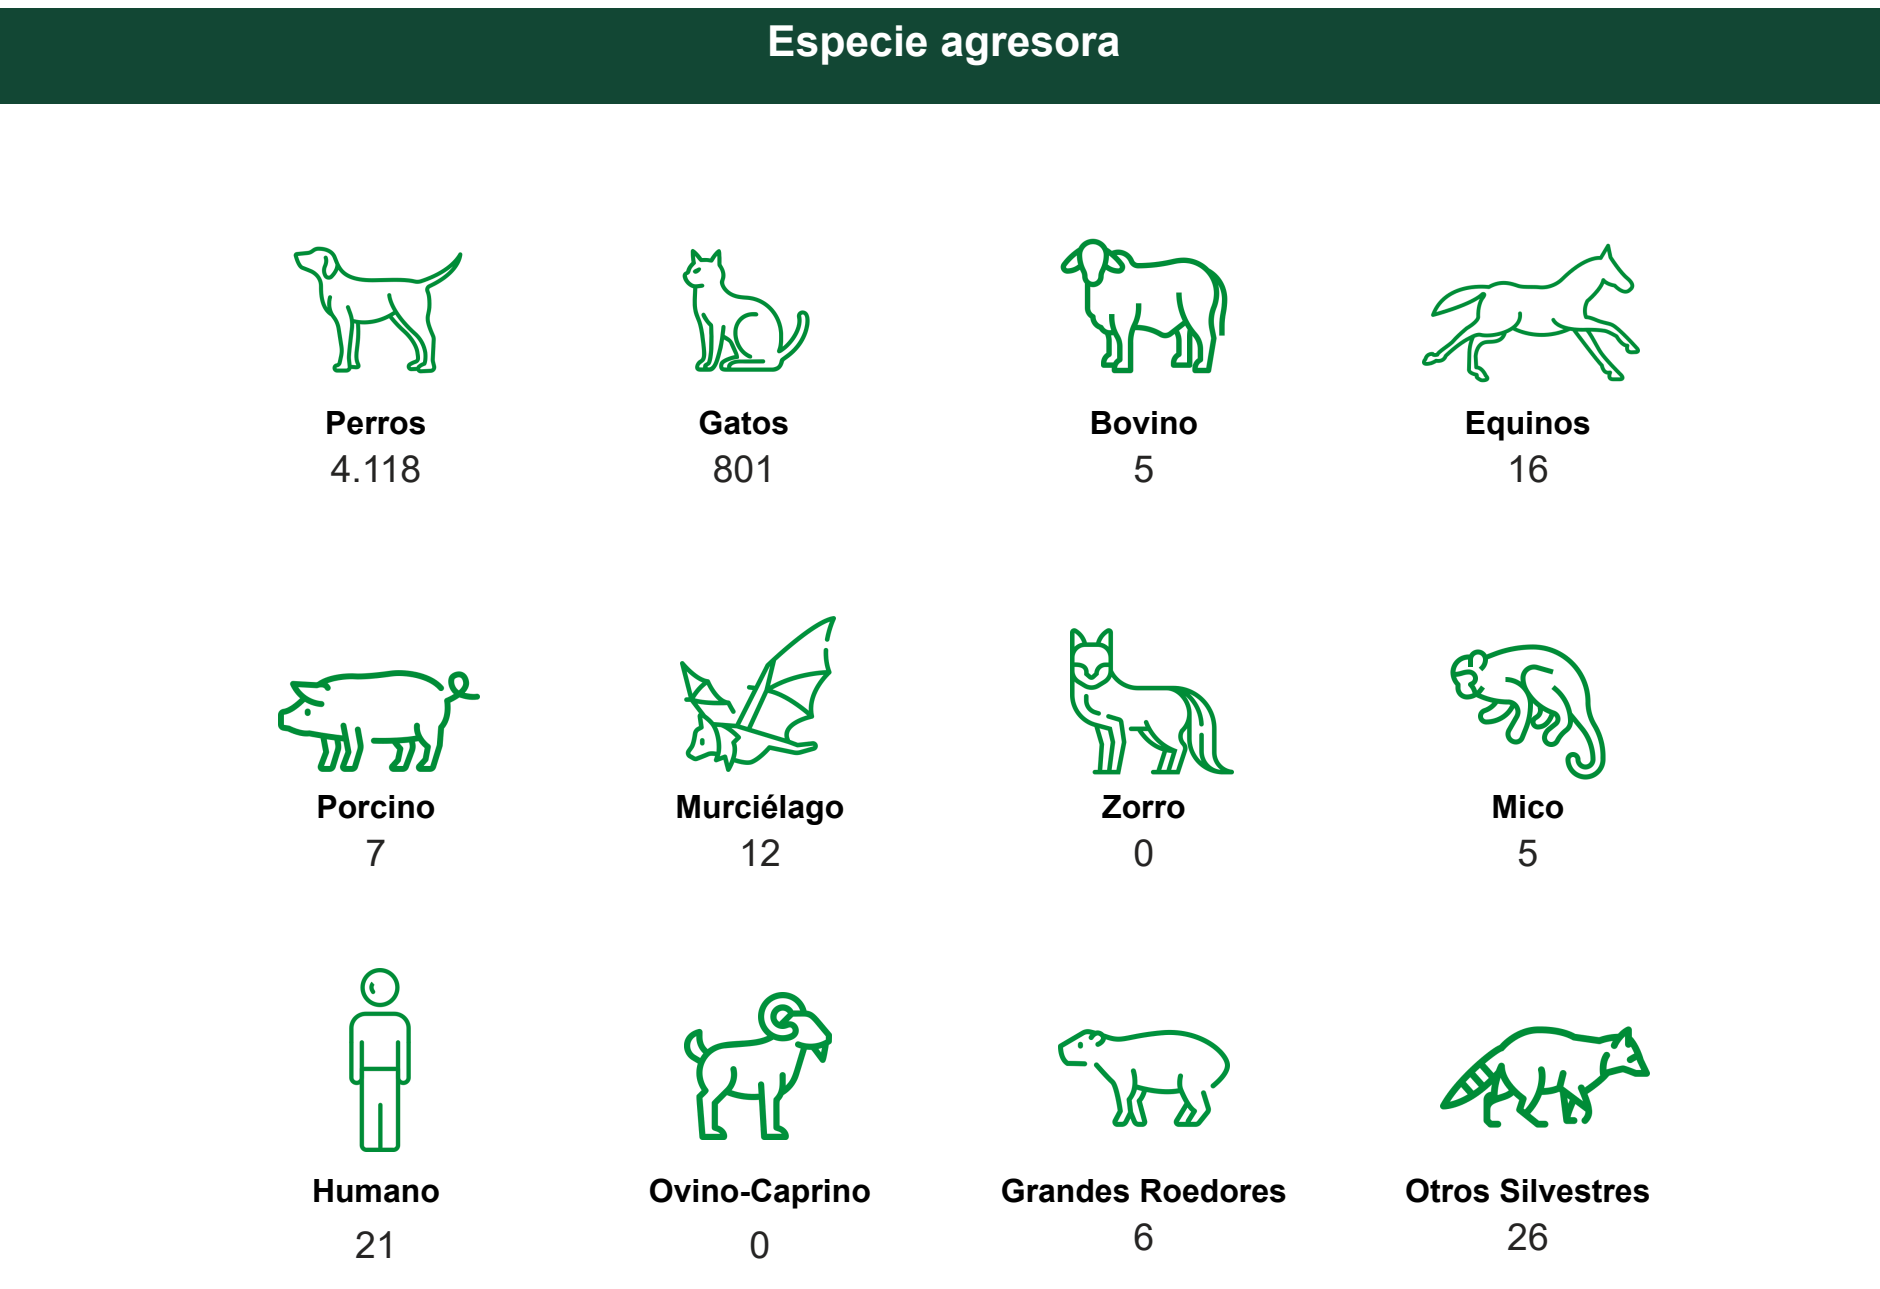 Especie agresora
Perros
4.118
Gatos
801
Bovino
5
Equinos
16
Porcino
7
Murciélago
12
Zorro
0
Mico
5
Humano
21
Ovino-Caprino
0
Grandes Roedores
6
Otros Silvestres
26